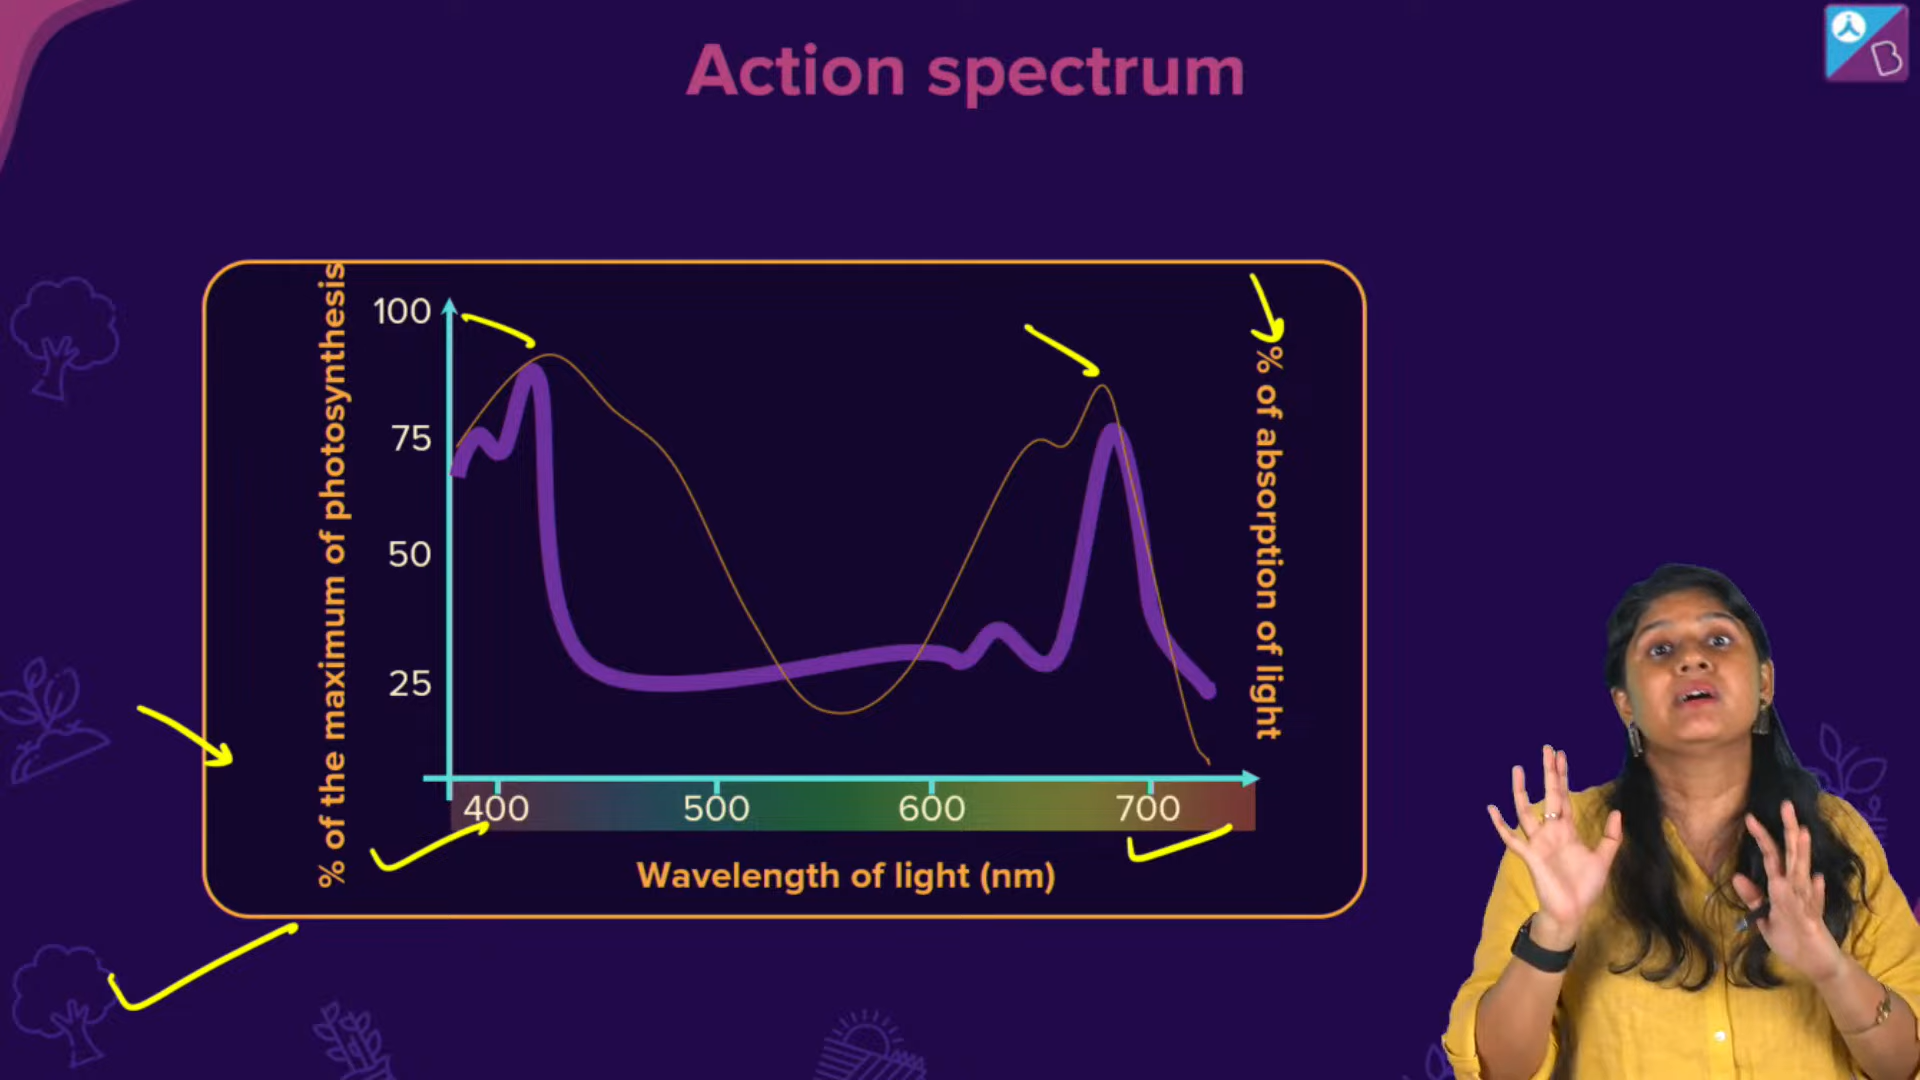 Action spectrum
B
% of the maximum of photosynthesis
100
75
50
25
% of absorption of light
400 500 600 700
Wavelength of light (nm)